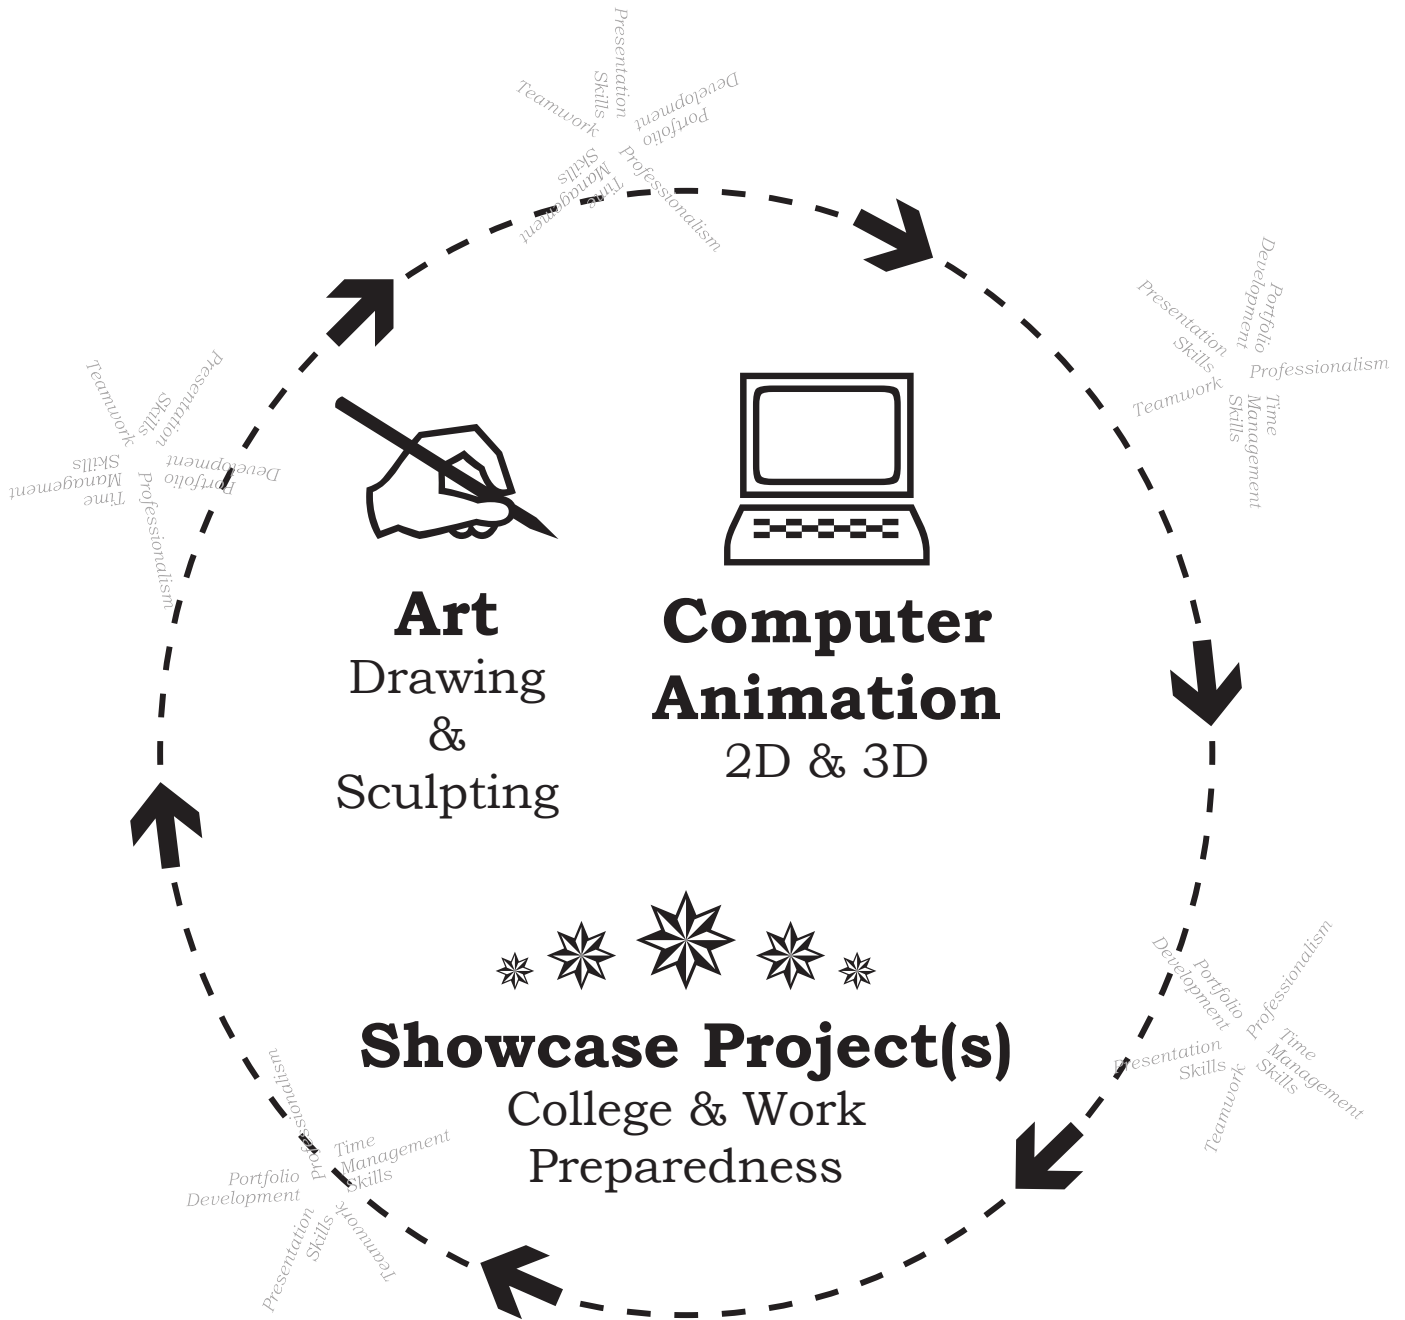 Presentation
Skills
Teamwork
Development
Portfolio
Professionalism
Time
Management
Skills
Teamwork
Presentation
Skills
Portfolio
Development
Time
Management
Skills
Professionalism
Presentation
Skills
Portfolio
Development
Professionalism
Teamwork
Time
Management
Skills
Art
Drawing
&
Sculpting
Computer
Animation
2D & 3D
Showcase Project(s)
College & Work
Preparedness
Portfolio
Development
Professionalism
Presentation
Skills
Time
Management
Skills
Teamwork
Professionalism
Time
Management
Skills
Portfolio
Development
Presentation
Skills
Teamwork